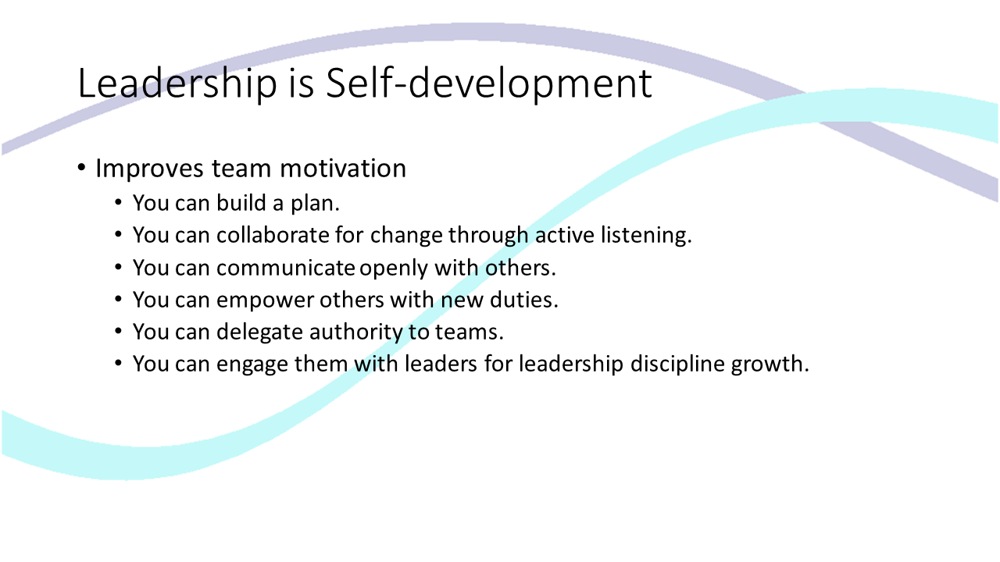 Leadership is Self-development
• Improves team motivation
• You can build a plan.
• You can collaborate for change through active listening.
• You can communicate openly with others.
• You can empower others with new duties.
• You can delegate authority to teams.
• You can engage them with leaders for leadership discipline growth.